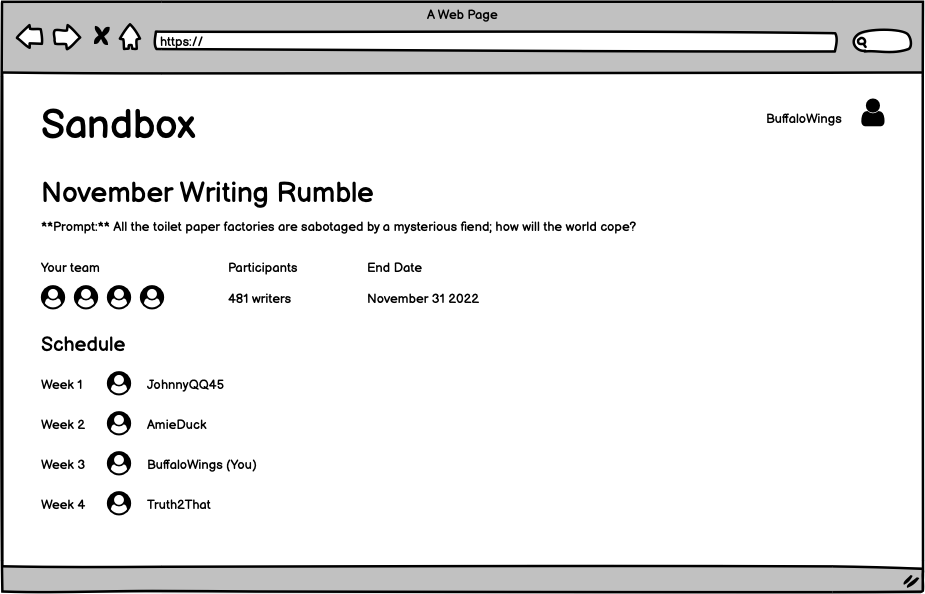 A Web Page
https://
Sandbox
BuffaloWings
November Writing Rumble
**Prompt:** All the toilet paper factories are sabotaged by a mysterious fiend; how will the world cope?
Your team
Participants
End Date
481 writers
November 31 2022
Schedule
Week 1 JohnnyQQ45
Week 2 AmieDuck
Week 3 BuffaloWings (You)
Week 4 Truth2That